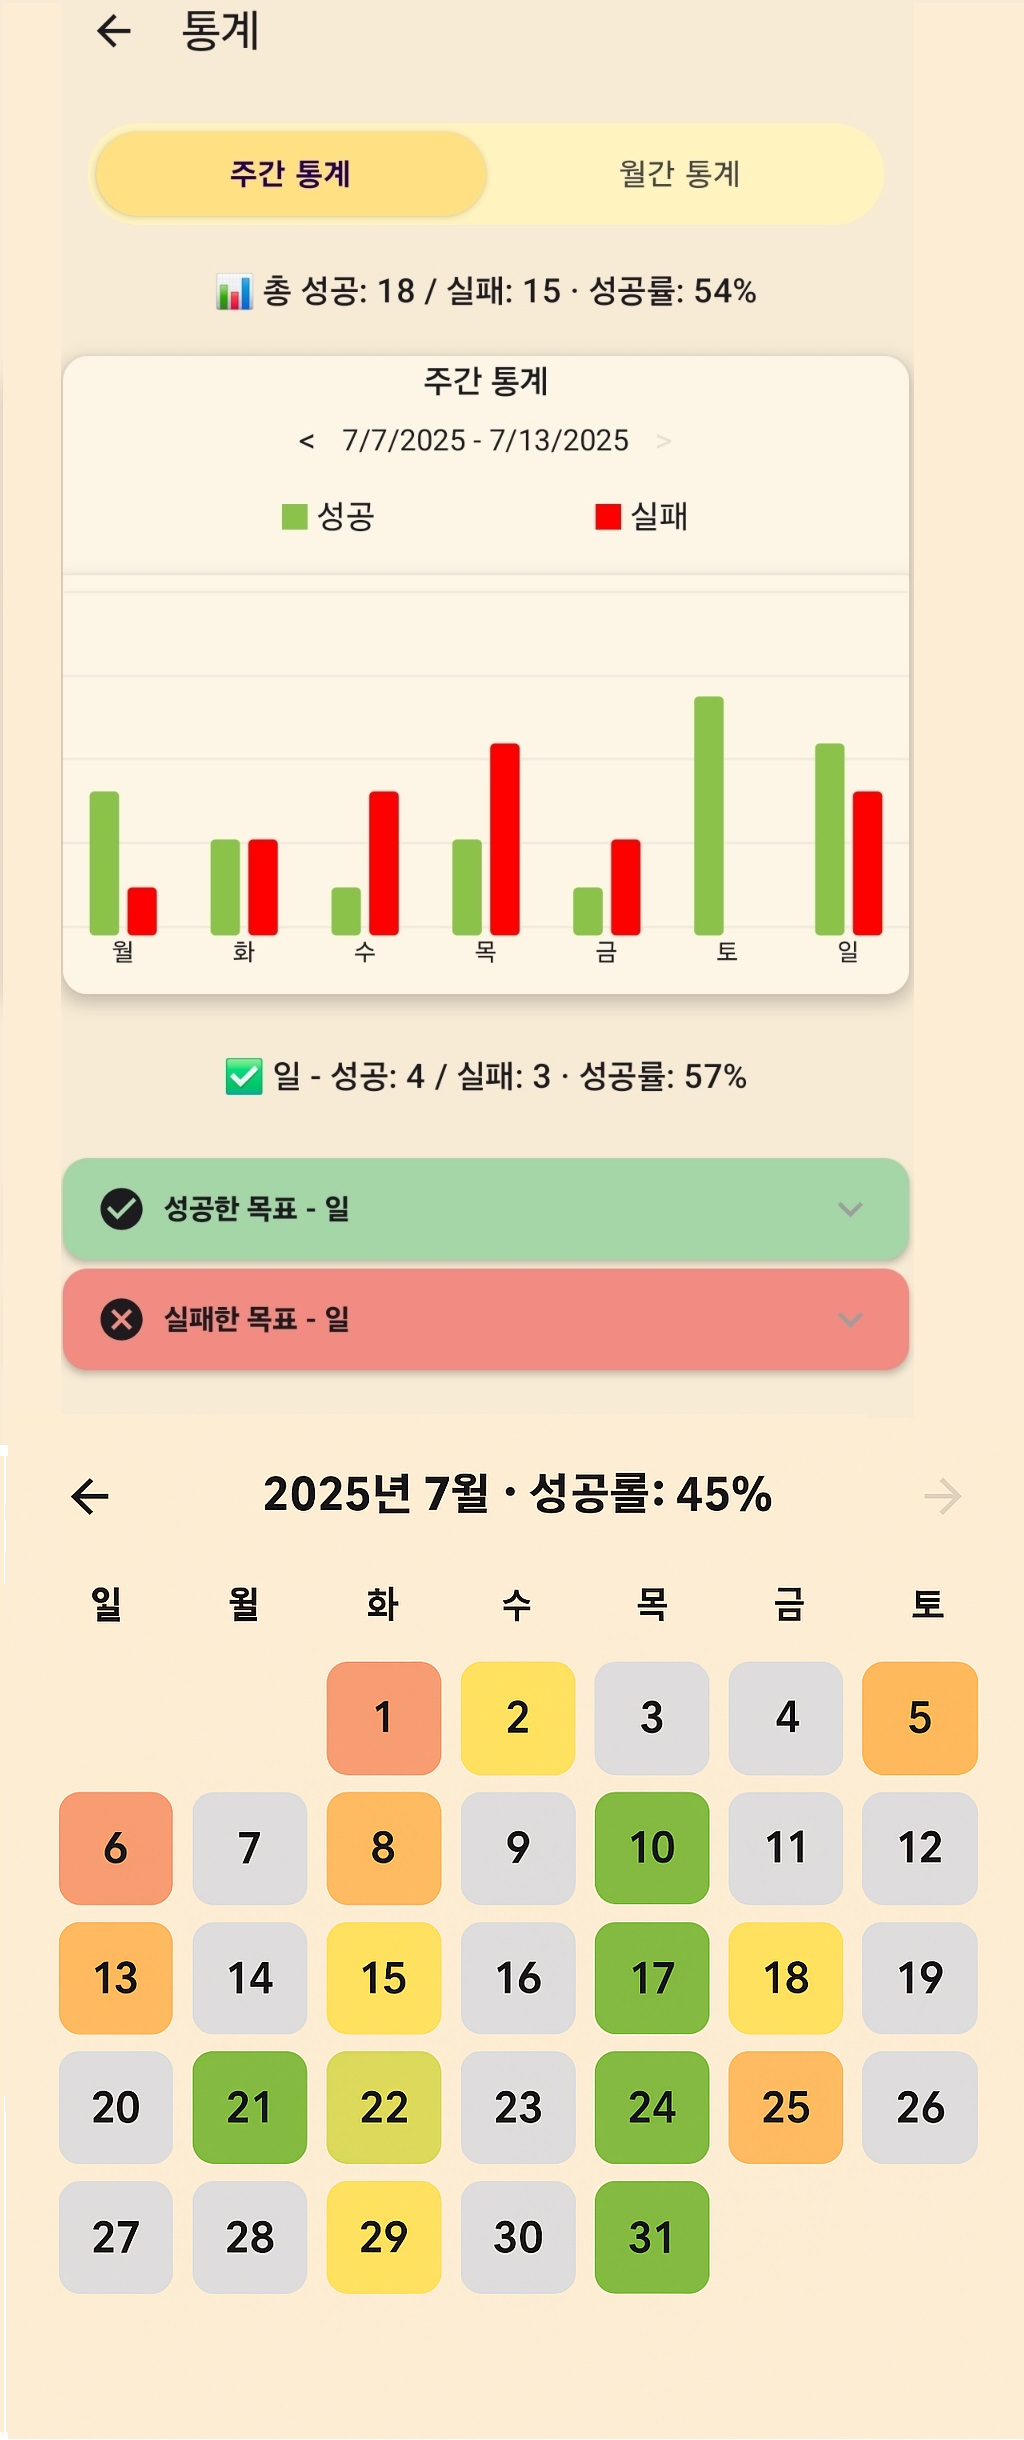 통계
주간 통계 월간 통계
총 성공: 18 / 실패: 15 · 성공률: 54%
주간 통계
< 7/7/2025 - 7/13/2025 >
성공 실패
월 화 수 목 금 토 일
일 - 성공: 4 / 실패: 3 · 성공률: 57%
성공한 목표 - 일
실패한 목표 - 일
2025년 7월 · 성공롤: 45%
일 월 화 수 목 금 토
1 2 3 4 5
6 7 8 9 10 11 12
13 14 15 16 17 18 19
20 21 22 23 24 25 26
27 28 29 30 31